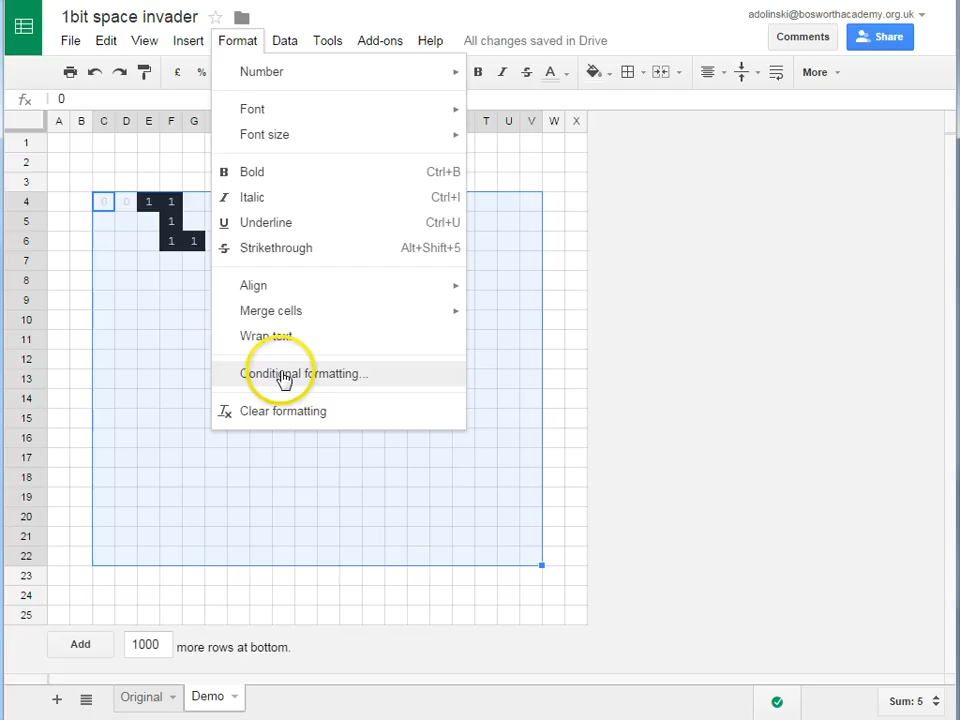 1bit space invader
adolinski@bosworthacademy.org.uk
File Edit View Insert Format Data Tools Add-ons Help All changes saved in Drive
Comments Share
£ % B I S A More
fx 0
A B C D E F G T U V W X
Number
Font
Font size
B Bold Ctrl+B
I Italic Ctrl+I
U Underline Ctrl+U
S Strikethrough Alt+Shift+5
Align
Merge cells
Wrap text
Conditional formatting...
Clear formatting
1
2
3
4 0 0 1 1
5 1
6 1 1
7
8
9
10
11
12
13
14
15
16
17
18
19
20
21
22
23
24
25
Add 1000 more rows at bottom.
+ Original Demo Sum: 5